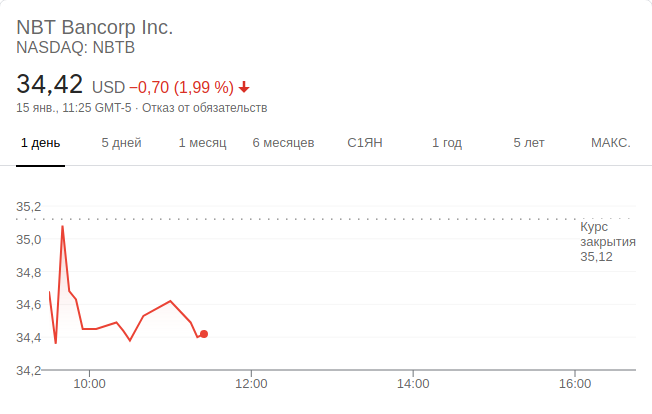 NBT Bancorp Inc.
NASDAQ: NBTB
34,42 USD −0,70 (1,99 %)
15 янв., 11:25 GMT-5 · Отказ от обязательств
1 день 5 дней 1 месяц 6 месяцев С1ЯН 1 год 5 лет МАКС.
35,2
Курс
35,0
закрытия
35,12
34,8
34,6
34,4
34,2
10:00 12:00 14:00 16:00